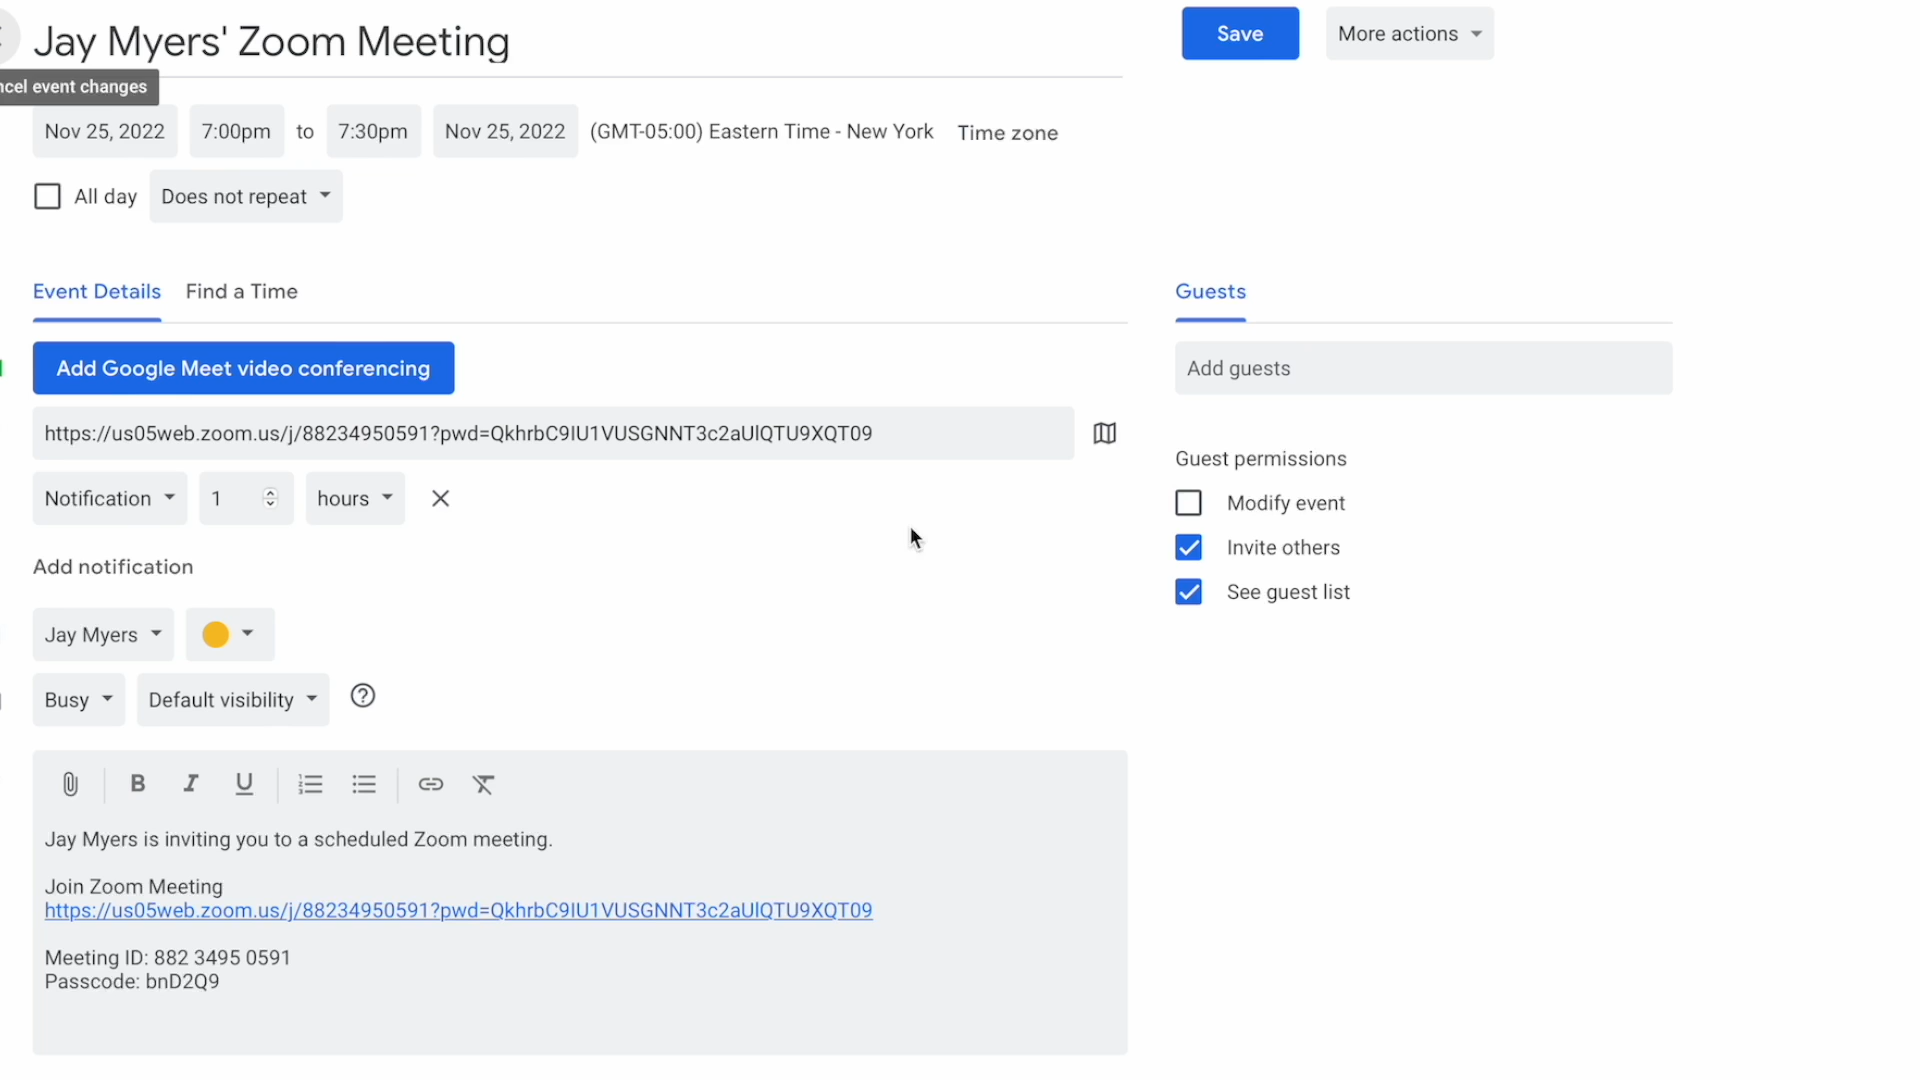 Jay Myers' Zoom Meeting
Save
More actions
ncel event changes
Nov 25, 2022 7:00pm to 7:30pm Nov 25, 2022 (GMT-05:00) Eastern Time - New York Time zone
All day Does not repeat
Event Details Find a Time
Guests
Add Google Meet video conferencing
Add guests
https://us05web.zoom.us/j/88234950591?pwd=QkhrbC9IU1VUSGNNT3c2aUlQTU9XQT09
Guest permissions
Notification 1 hours
Modify event
Invite others
Add notification
See guest list
Jay Myers
Busy Default visibility
B I U
Jay Myers is inviting you to a scheduled Zoom meeting.
Join Zoom Meeting
https://us05web.zoom.us/j/88234950591?pwd=QkhrbC9IU1VUSGNNT3c2aUlQTU9XQT09
Meeting ID: 882 3495 0591
Passcode: bnD2Q9